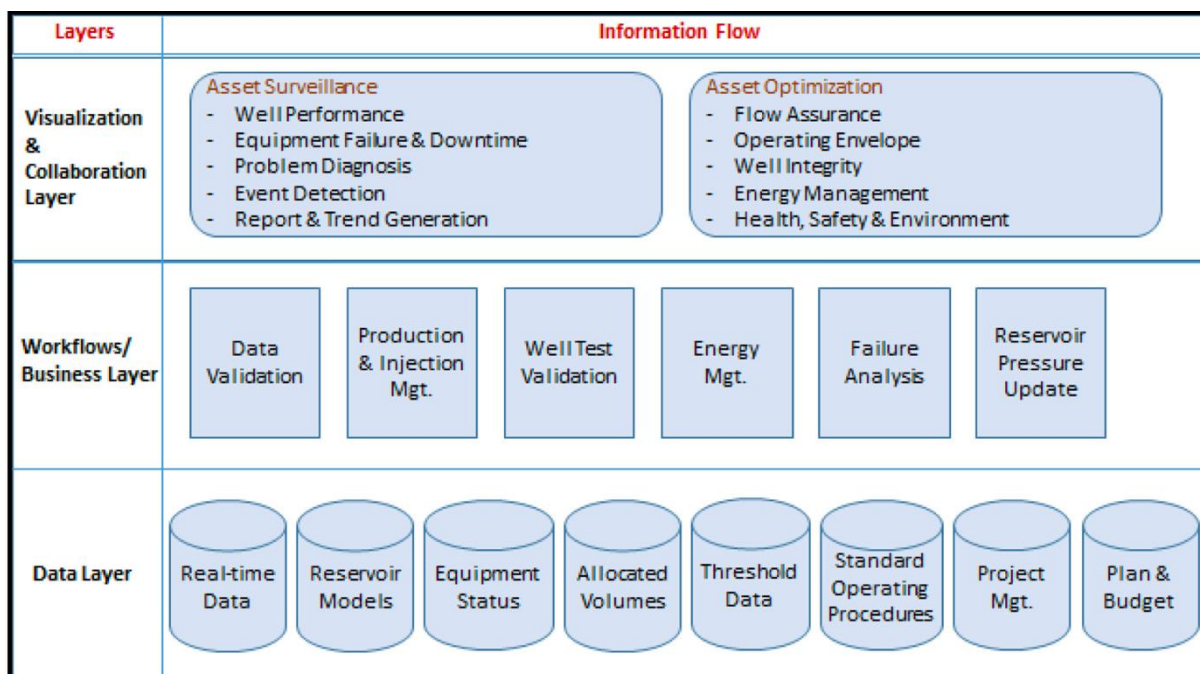 Layers
Information Flow
Visualization
&
Collaboration
Layer
Asset Surveillance
- Well Performance
- Equipment Failure & Downtime
- Problem Diagnosis
- Event Detection
- Report & Trend Generation
Asset Optimization
- Flow Assurance
- Operating Envelope
- Well Integrity
- Energy Management
- Health, Safety & Environment
Workflows/
Business Layer
Data
Validation
Production
& Injection
Mgt.
Well Test
Validation
Energy
Mgt.
Failure
Analysis
Reservoir
Pressure
Update
Data Layer
Real-time
Data
Reservoir
Models
Equipment
Status
Allocated
Volumes
Threshold
Data
Standard
Operating
Procedures
Project
Mgt.
Plan &
Budget